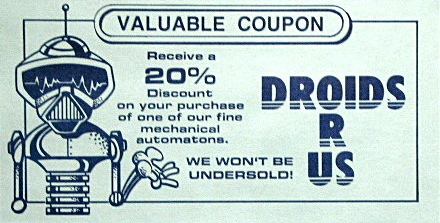 VALUABLE COUPON
Receive a
20%
Discount
on your purchase
of one of our fine
mechanical
automatons.
WE WON'T BE
UNDERSOLD!
DROIDS
R
US